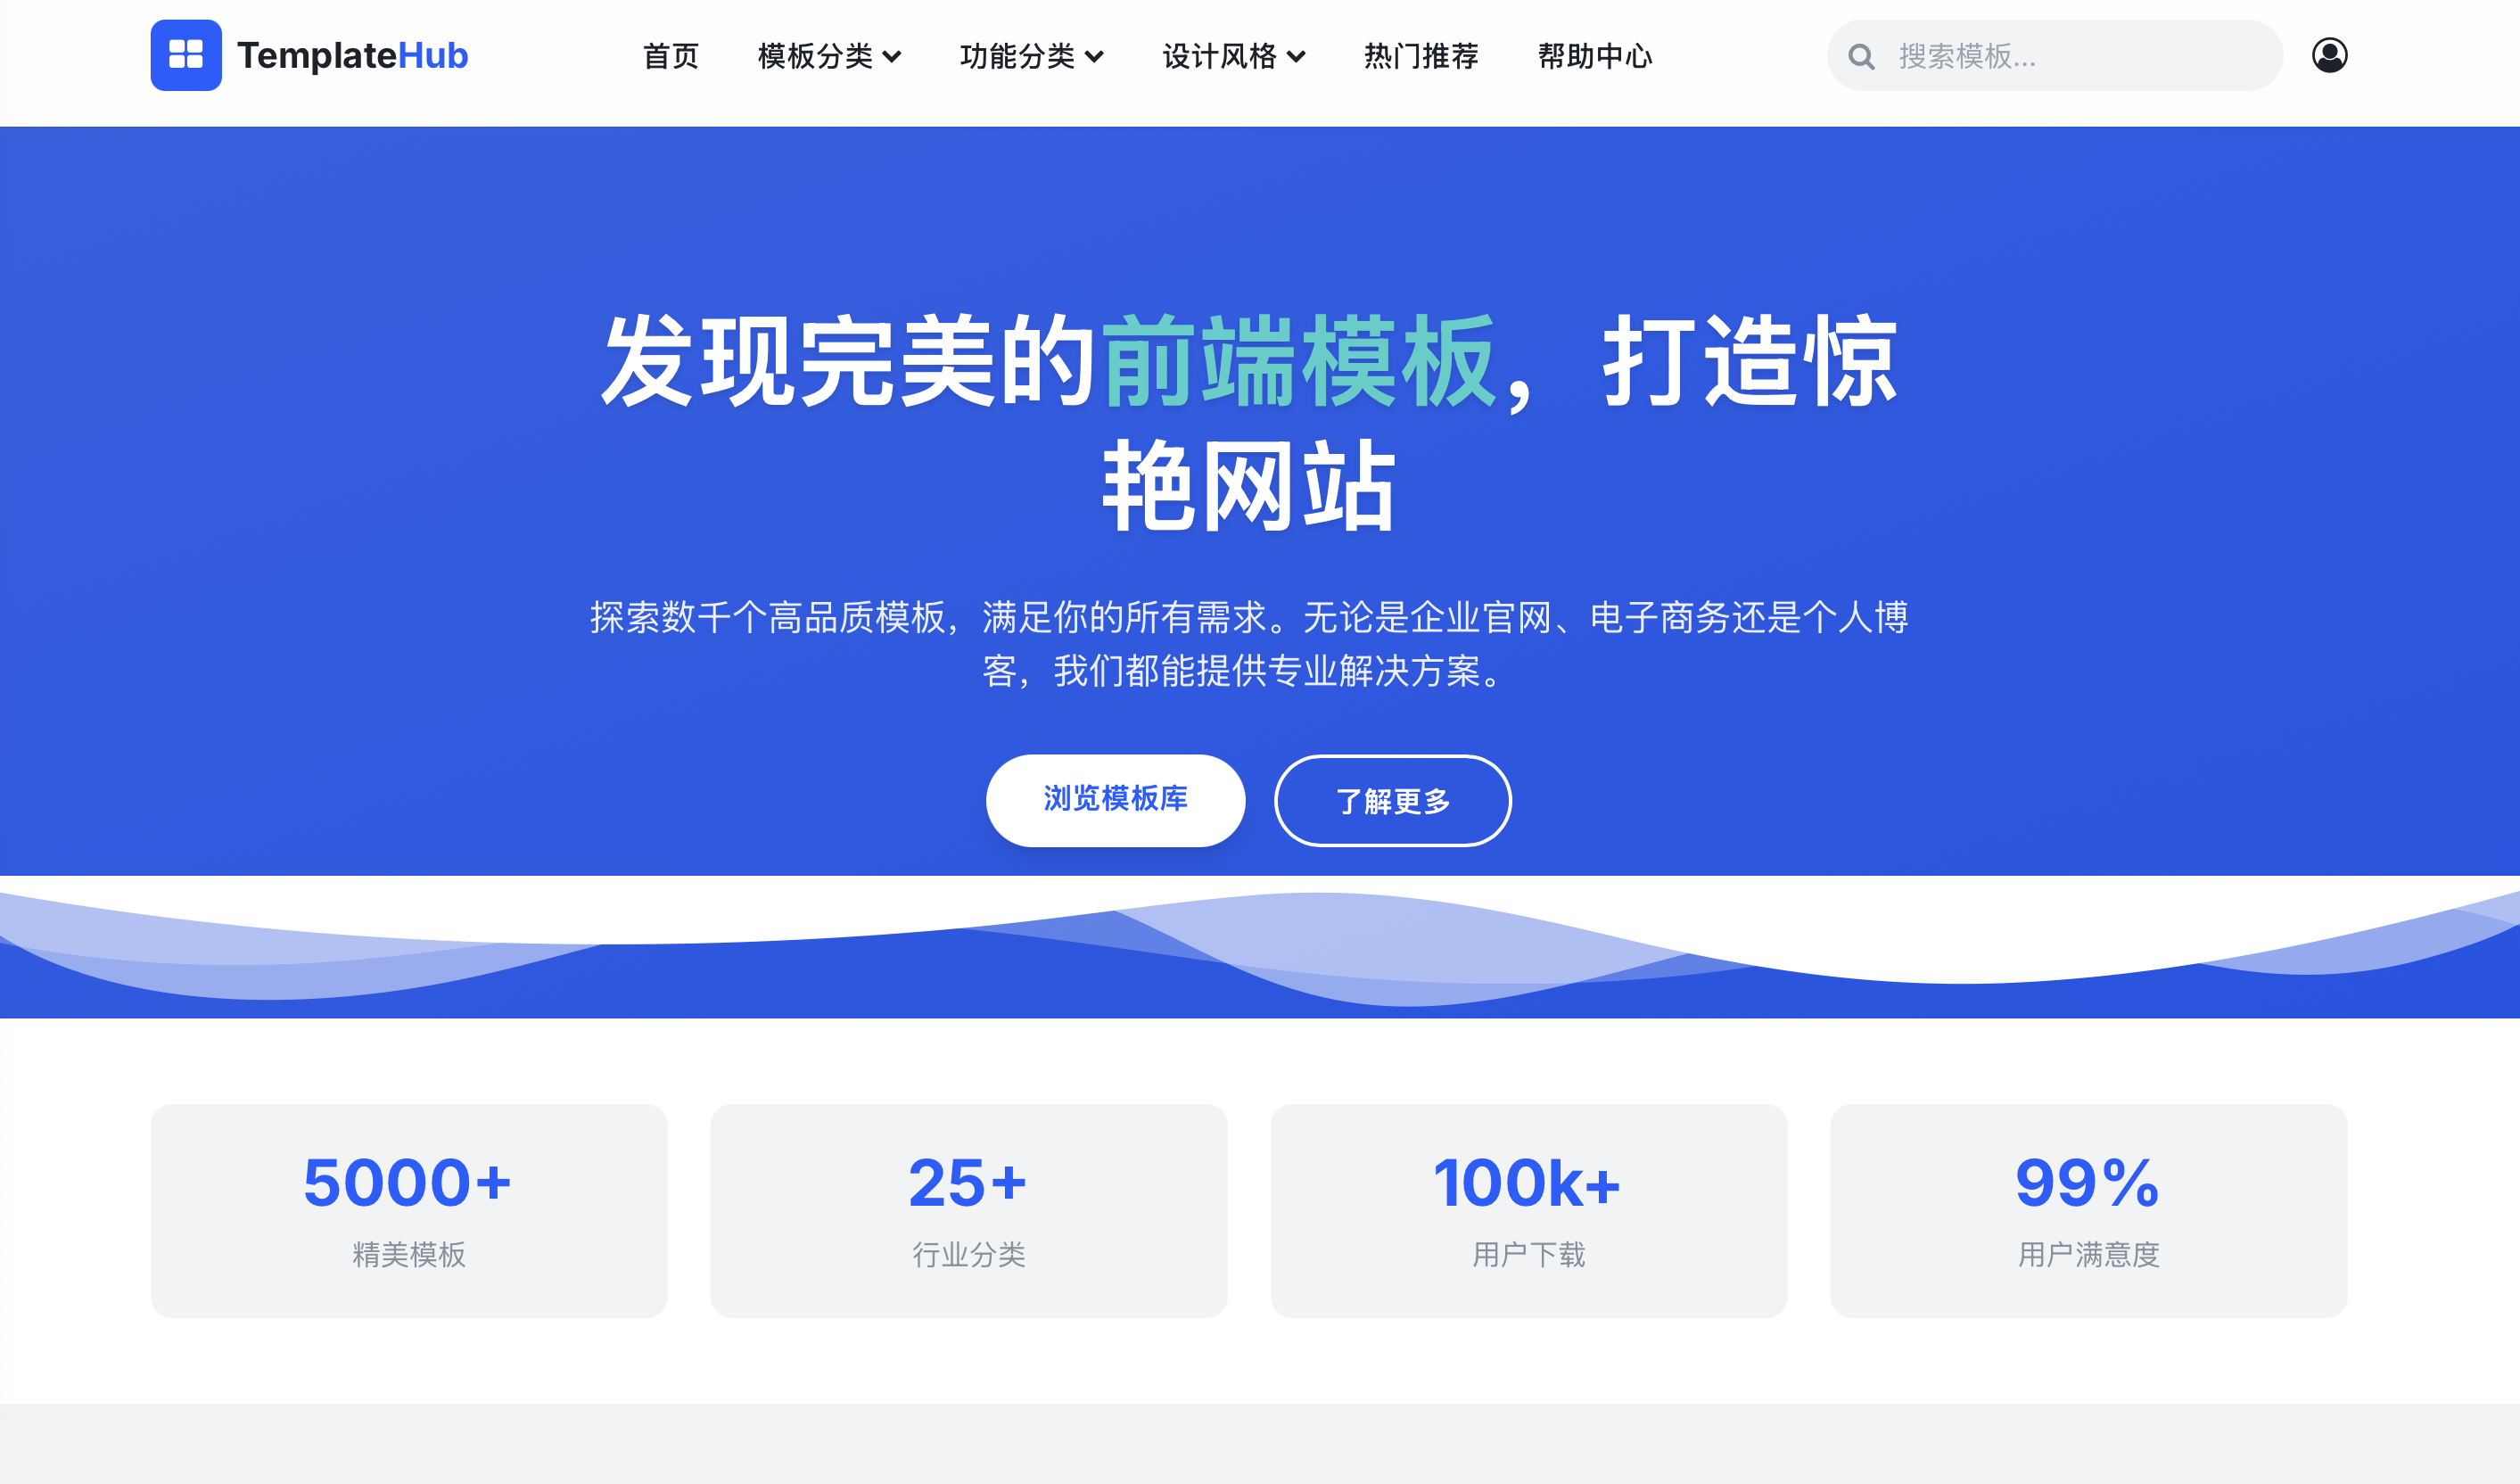 TemplateHub
首页
模板分类
功能分类
设计风格
热门推荐
帮助中心
搜索模板...
发现完美的前端模板，打造惊
艳网站
探索数千个高品质模板，满足你的所有需求。无论是企业官网、电子商务还是个人博
客，我们都能提供专业解决方案。
浏览模板库
了解更多
5000+
精美模板
25+
行业分类
100k+
用户下载
99%
用户满意度